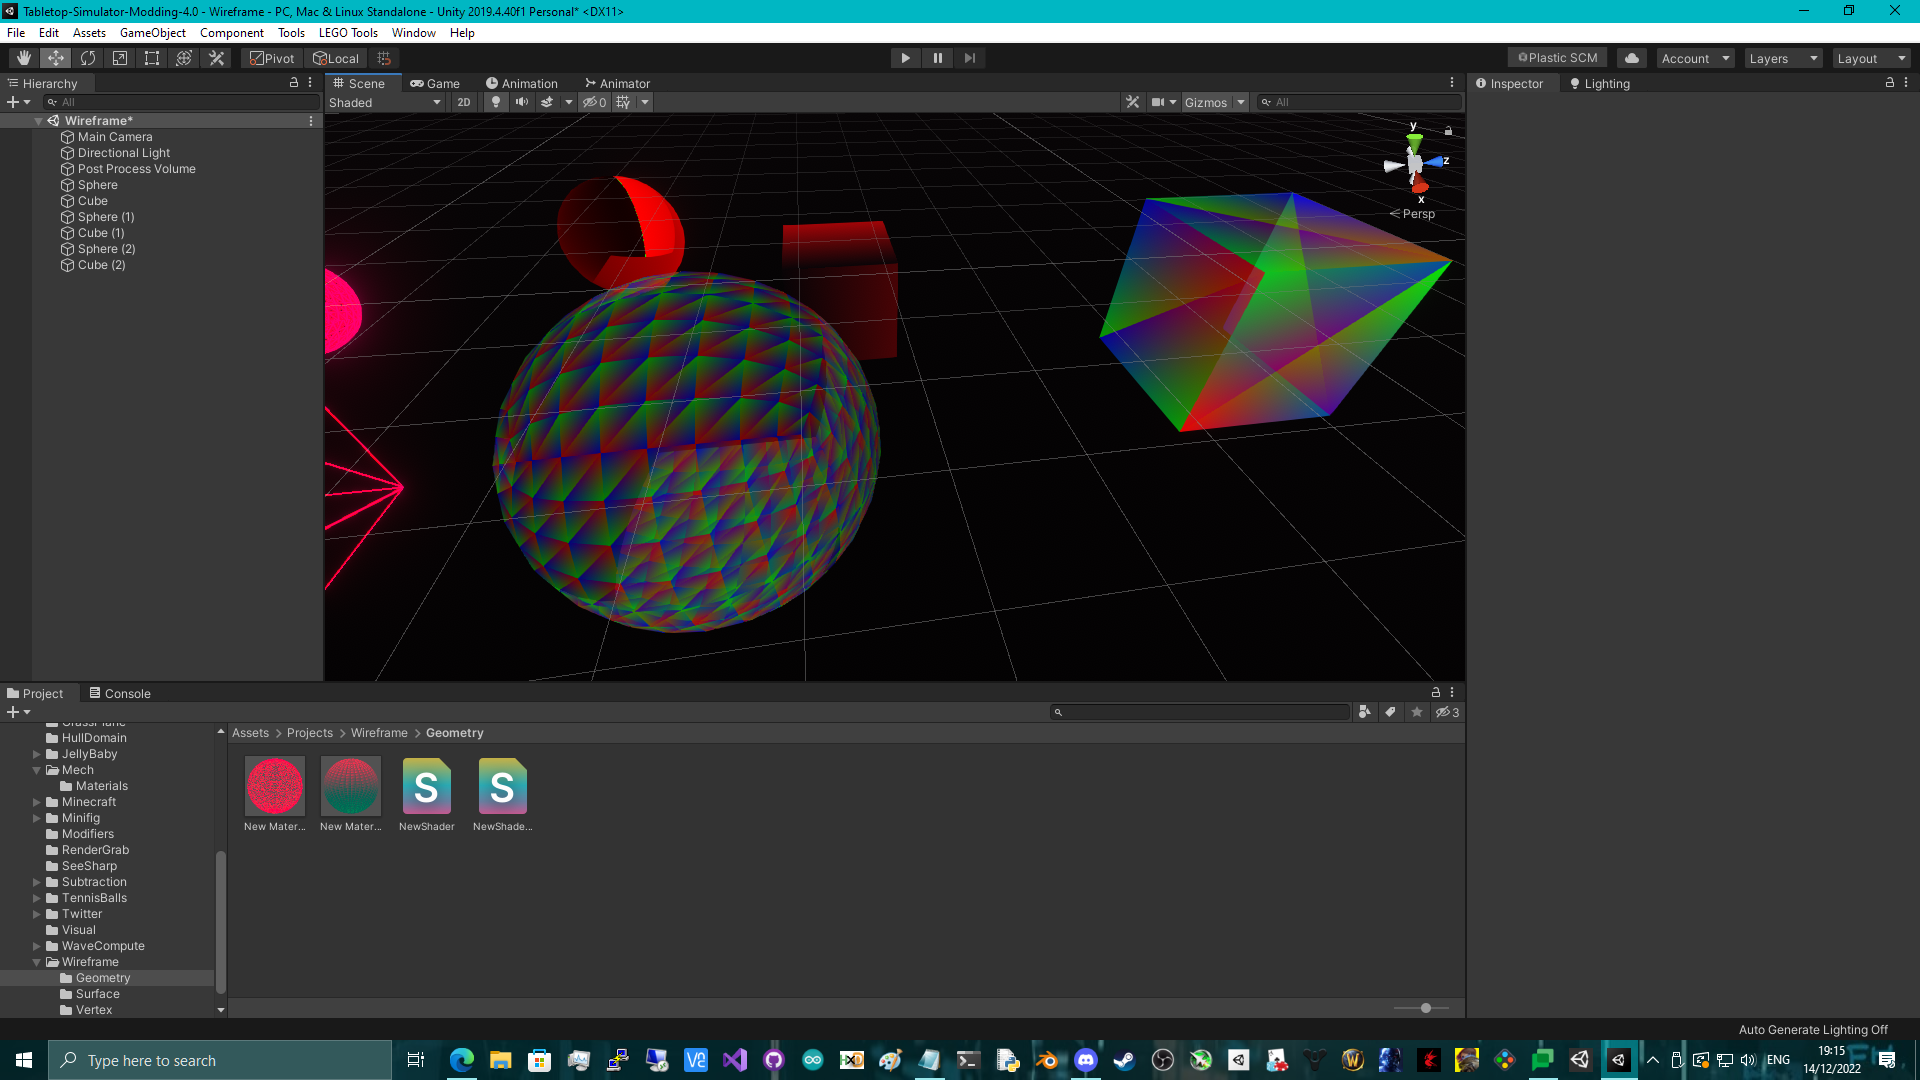 Tabletop-Simulator-Modding-4.0 - Wireframe - PC, Mac & Linux Standalone - Unity 2019.4.40f1 Personal* <DX11>
File Edit Assets GameObject Component Tools LEGO Tools Window Help
Pivot Local Plastic SCM Account Layers Layout
Hierarchy Scene Game Animation Animator Inspector Lighting
All Shaded 2D 0 Gizmos All
Wireframe*
Main Camera
Directional Light
Post Process Volume
Sphere
Cube
Sphere (1)
Cube (1)
Sphere (2)
Cube (2)
y
z
x
Persp
Project Console
3
GrassPlane
HullDomain
JellyBaby
Mech
Materials
Minecraft
Minifig
Modifiers
RenderGrab
SeeSharp
Subtraction
TennisBalls
Twitter
Visual
WaveCompute
Wireframe
Geometry
Surface
Vertex
Assets > Projects > Wireframe > Geometry
S S
New Mater... New Mater... NewShader NewShade...
Auto Generate Lighting Off
Type here to search
ENG
19:15
14/12/2022